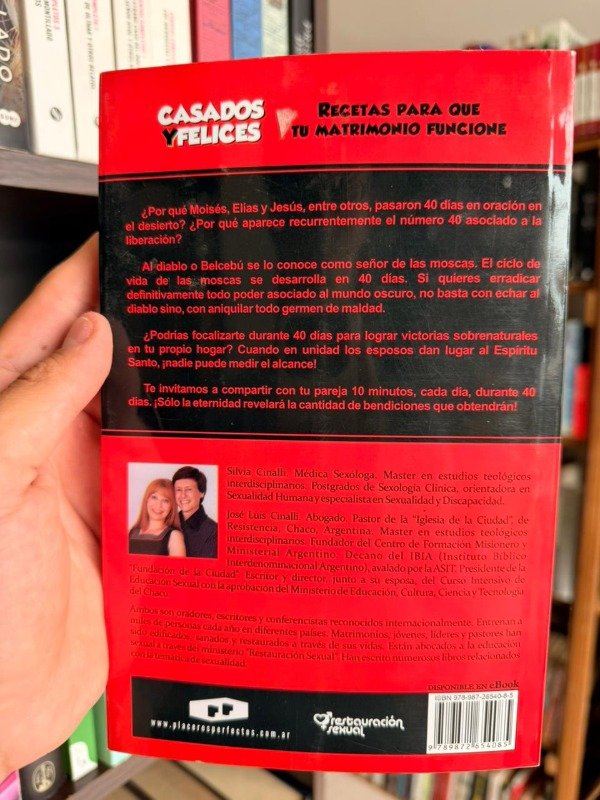 CASADOS
Y FELICES
RECETAS PARA QUE
TU MATRIMONIO FUNCIONE
¿Por qué Moisés, Elías y Jesús, entre otros, pasaron 40 días en oración en
el desierto? ¿Por qué aparece recurrentemente el número 40 asociado a la
liberación?
Al diablo o Belcebú se lo conoce como señor de las moscas. El ciclo de
vida de las moscas se desarrolla en 40 días. Si quieres erradicar
definitivamente todo poder asociado al mundo oscuro, no basta con echar al
diablo sino, con aniquilar todo germen de maldad.
¿Podrías focalizarte durante 40 días para lograr victorias sobrenaturales
en tu propio hogar? Cuando en unidad los esposos dan lugar al Espíritu
Santo, ¡nadie puede medir el alcance!
Te invitamos a compartir con tu pareja 10 minutos, cada día, durante 40
días. ¡Sólo la eternidad revelará la cantidad de bendiciones que obtendrán!
Silvia Cinalli. Médica Sexóloga. Master en estudios teológicos
interdisciplinarios. Postgrados de Sexología Clínica, orientadora en
Sexualidad Humana y especialista en Sexualidad y Discapacidad.
José Luis Cinalli. Abogado. Pastor de la "Iglesia de la Ciudad", de
Resistencia, Chaco, Argentina. Master en estudios teológicos
interdisciplinarios. Fundador del Centro de Formación Misionero y
Ministerial Argentino. Decano del IBIA (Instituto Bíblico
Interdenominacional Argentino), avalado por la ASIT. Presidente de la
"Fundación de la Ciudad" Escritor y director, junto a su esposa, del Curso Intensivo de
Educación Sexual con la aprobación del Ministerio de Educación, Cultura, Ciencia y Tecnología
del Chaco.
Ambos son oradores, escritores y conferencistas reconocidos internacionalmente. Entrenan a
miles de personas cada año en diferentes países. Matrimonios, jóvenes, líderes y pastores han
sido edificados, sanados y restaurados a través de sus vidas. Están abocados a la educación
sexual a través del ministerio "Restauración Sexual". Han escrito numerosos libros relacionados
con la temática de sexualidad.
DISPONIBLE EN eBook
ISBN 978-987-26540-8-5
9 789872 654085
www.placeresperfectos.com.ar
restauración
sexual